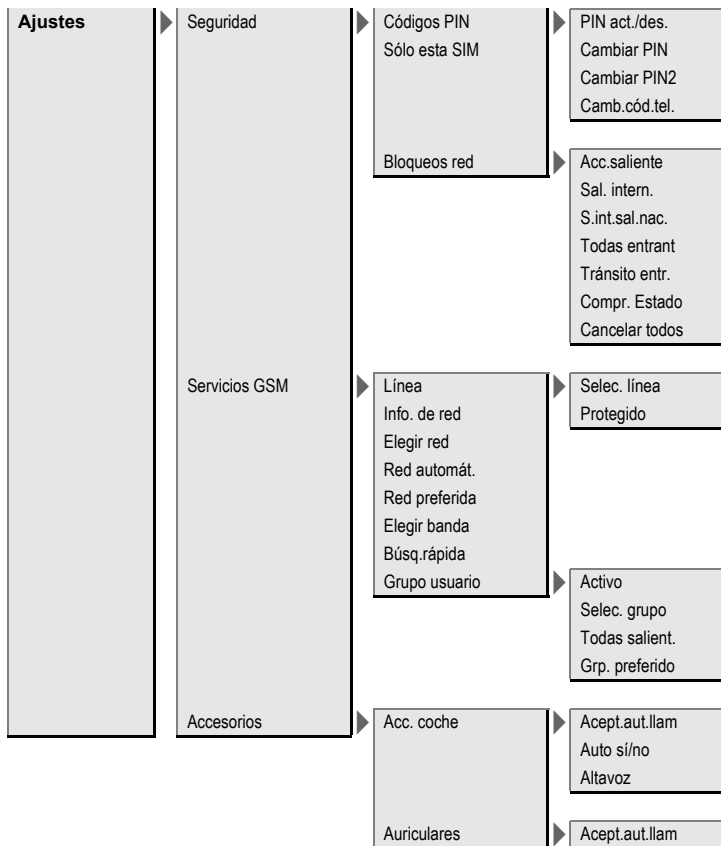 Ajustes
Seguridad
Códigos PIN
PIN act./des.
Cambiar PIN
Cambiar PIN2
Camb.cód.tel.
Sólo esta SIM
Bloqueos red
Acc.saliente
Sal. intern.
S.int.sal.nac.
Todas entrant
Tránsito entr.
Compr. Estado
Cancelar todos
Servicios GSM
Línea
Selec. línea
Protegido
Info. de red
Elegir red
Red automát.
Red preferida
Elegir banda
Búsq.rápida
Grupo usuario
Activo
Selec. grupo
Todas salient.
Grp. preferido
Accesorios
Acc. coche
Acept.aut.llam
Auto sí/no
Altavoz
Auriculares
Acept.aut.llam